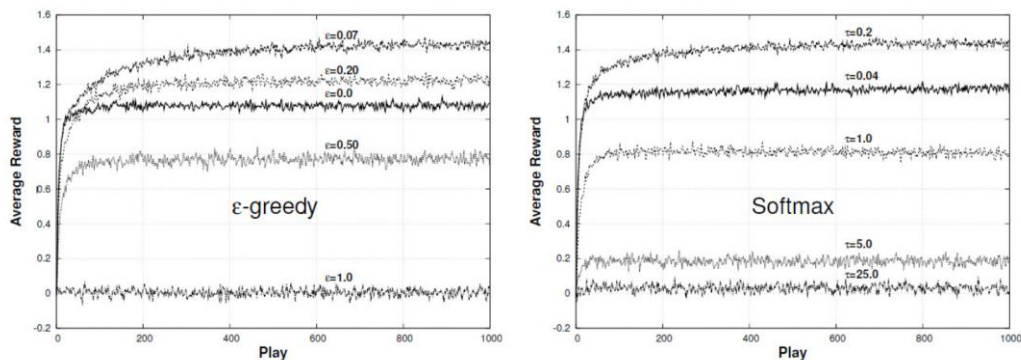 1.6
1.4
1.2
1
0.8
0.6
0.4
0.2
0
-0.2
Average Reward
ε=0.07
ε=0.20
ε=0.0
ε=0.50
ε-greedy
ε=1.0
0 200 400 600 800 1000
Play
1.6
1.4
1.2
1
0.8
0.6
0.4
0.2
0
-0.2
Average Reward
τ=0.2
τ=0.04
τ=1.0
Softmax
τ=5.0
τ=25.0
0 200 400 600 800 1000
Play